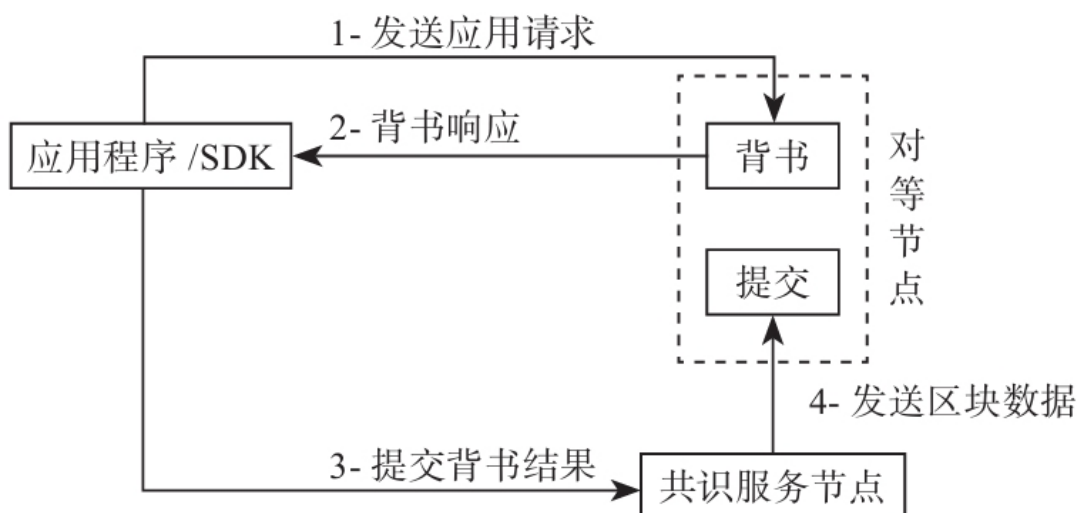 1- 发送应用请求
2- 背书响应
应用程序 /SDK
背书
对等节点
提交
4- 发送区块数据
3- 提交背书结果
共识服务节点